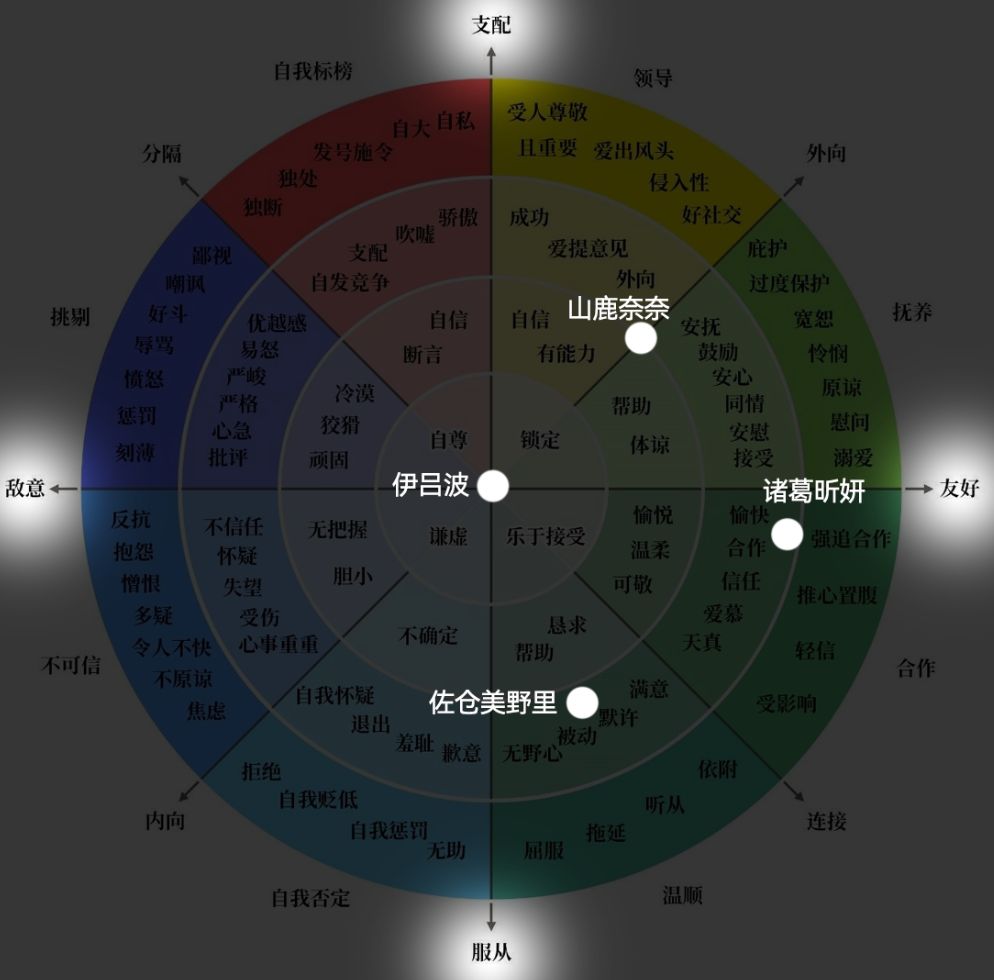 支配
自我标榜
领导
自大 自私
受人尊敬
发号施令
且重要 爱出风头
分隔
外向
独处
侵入性
独断
好社交
骄傲
成功
吹嘘
支配
爱提意见
鄙视
庇护
自发竞争
外向
嘲讽
过度保护
山鹿奈奈
挑剔
好斗
优越感
自信
自信
安抚
宽恕
抚养
辱骂
易怒
断言
有能力
鼓励
怜悯
愤怒
严峻
冷漠
安心
原谅
惩罚
严格
狡猾
帮助
同情
慰问
心急
自尊
锁定
体谅
安慰
刻薄
批评
顽固
接受
溺爱
敌意
伊吕波
诸葛昕妍
友好
反抗
不信任
无把握
谦虚
乐于接受
愉悦
愉快
强迫合作
抱怨
怀疑
温柔
合作
憎恨
失望
胆小
可敬
信任
推心置腹
多疑
受伤
爱慕
令人不快
心事重重
不确定
恳求
天真
轻信
不可信
不原谅
帮助
合作
焦虑
自我怀疑
佐仓美野里
满意
受影响
退出
默许
羞耻
被动
歉意
无野心
拒绝
依附
自我贬低
听从
内向
连接
自我惩罚
拖延
无助
屈服
自我否定
温顺
服从